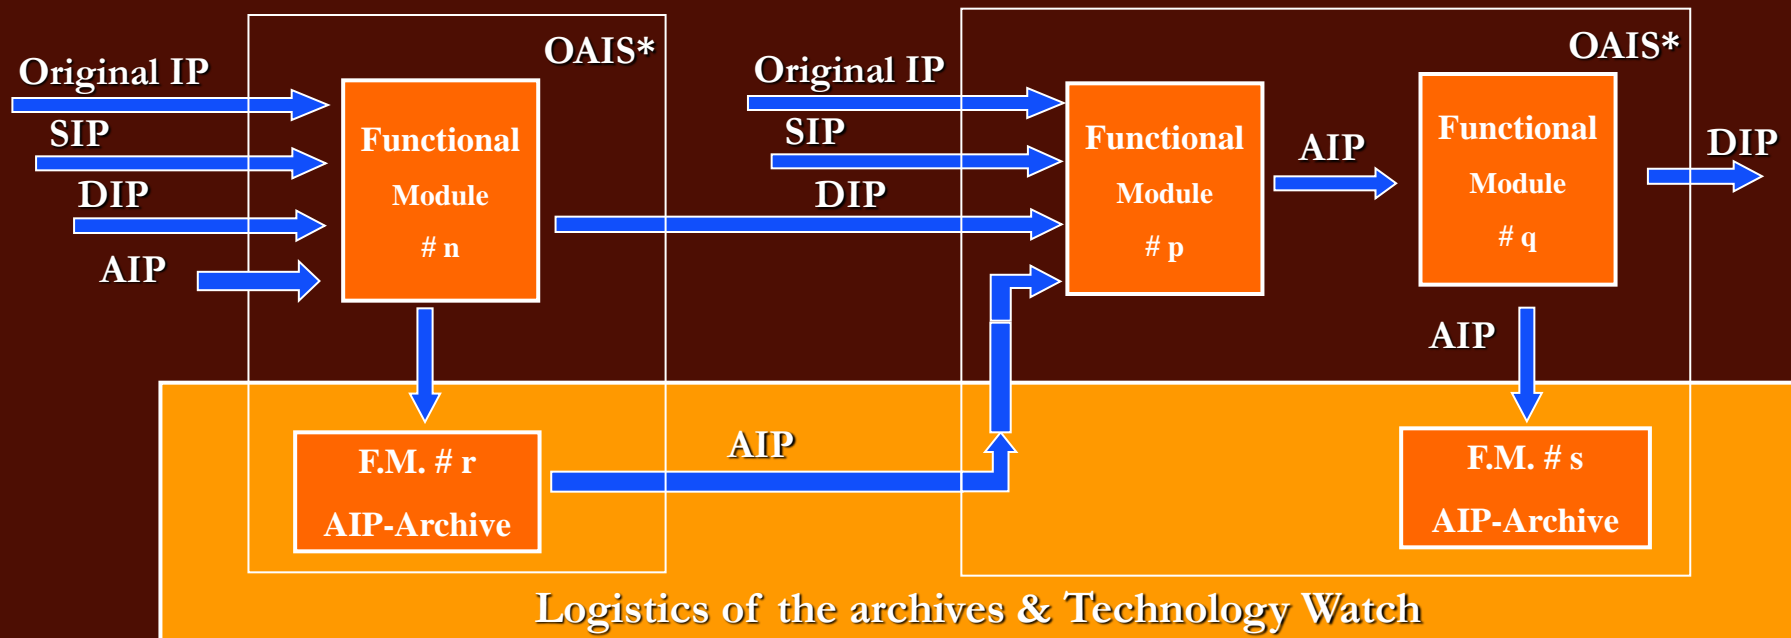 OAIS*
Original IP
SIP
DIP
AIP
Functional
Module
# n
F.M. # r
AIP-Archive
AIP
OAIS*
Original IP
SIP
DIP
Functional
Module
# p
AIP
Functional
Module
# q
DIP
AIP
F.M. # s
AIP-Archive
Logistics of the archives & Technology Watch